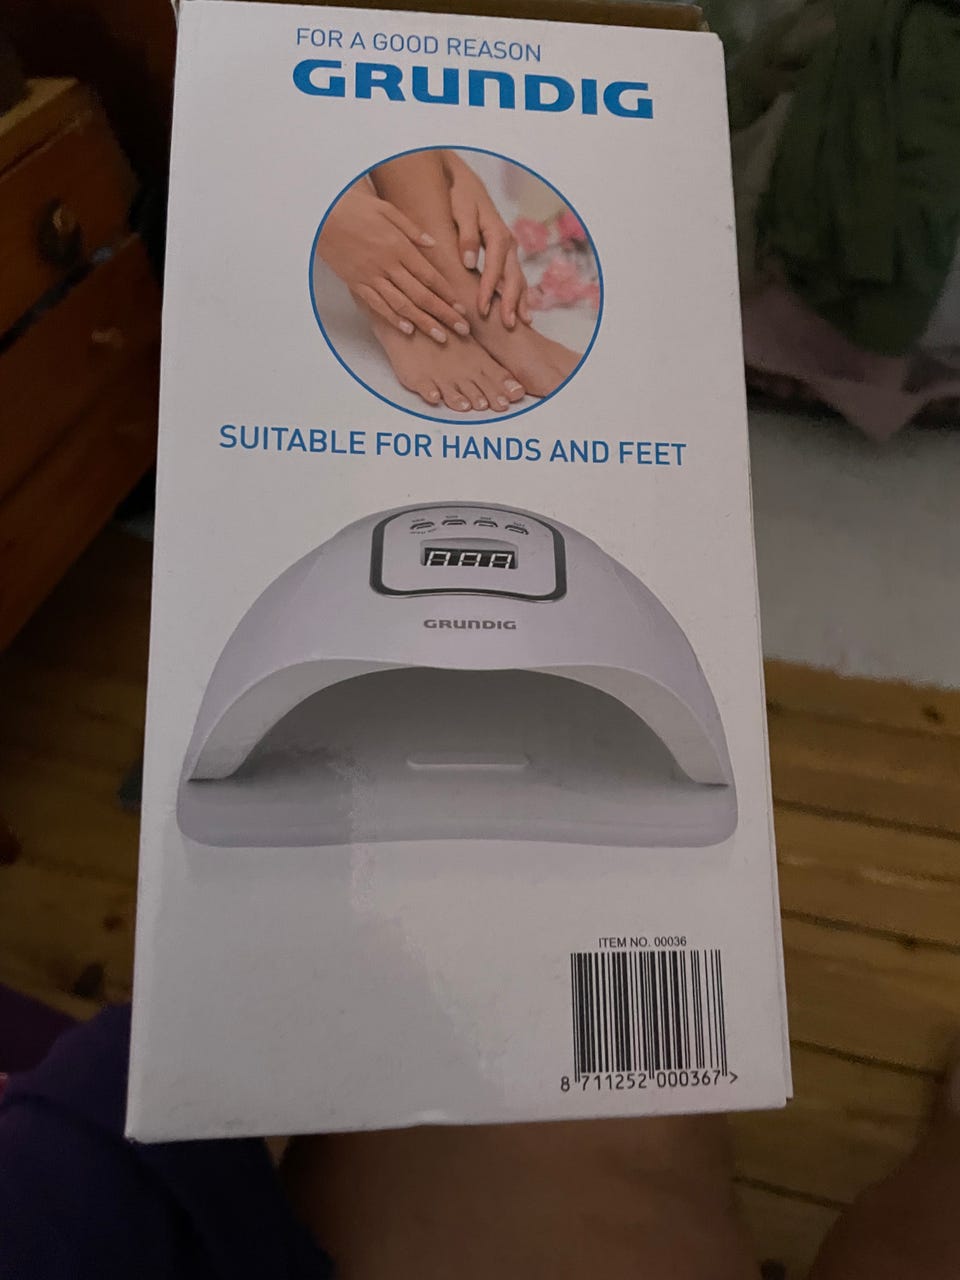 FOR A GOOD REASON
GRUNDIG
SUITABLE FOR HANDS AND FEET
GRUNDIG
ITEM NO. 00036
8 711252 000367 >